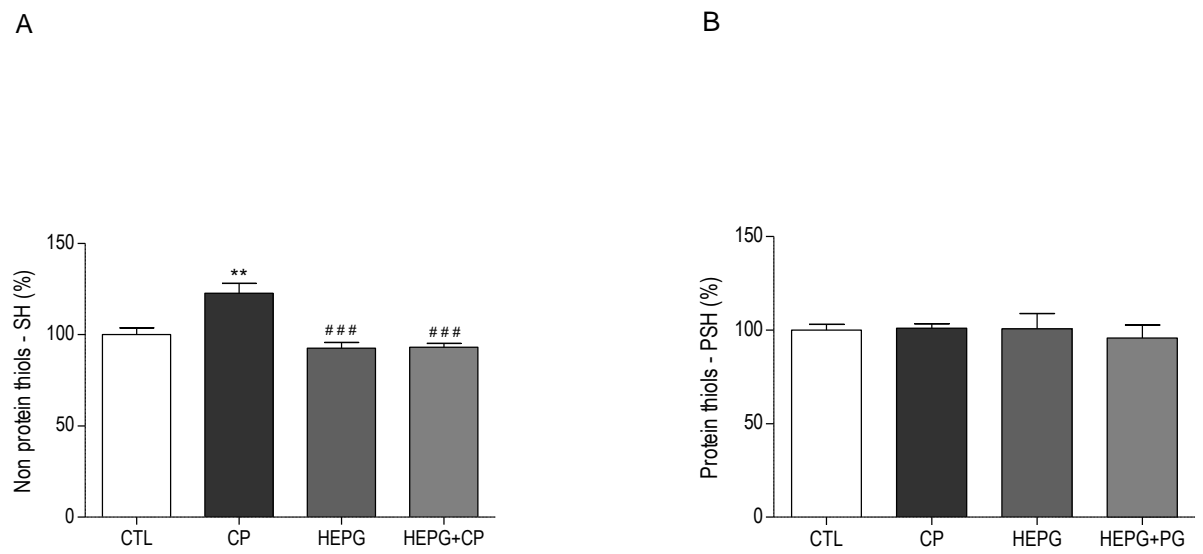 A
B
Non protein thiols - SH (%)
150
100
50
0
**
###
###
CTL
CP
HEPG
HEPG+CP
Protein thiols - PSH (%)
150
100
50
0
CTL
CP
HEPG
HEPG+PG